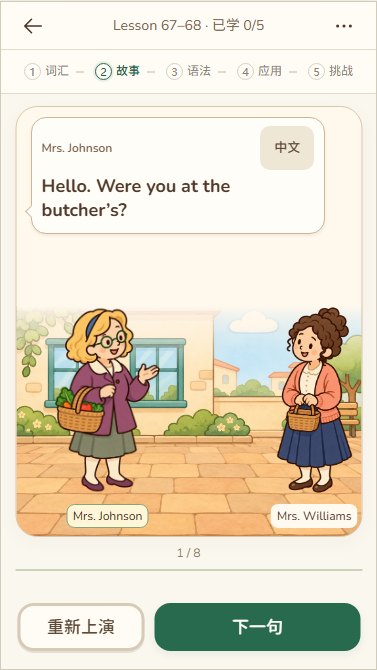 Lesson 67–68 · 已学 0/5
1 词汇 2 故事 3 语法 4 应用 5 挑战
Mrs. Johnson
中文
Hello. Were you at the
butcher’s?
Mrs. Johnson
Mrs. Williams
1 / 8
重新上演
下一句